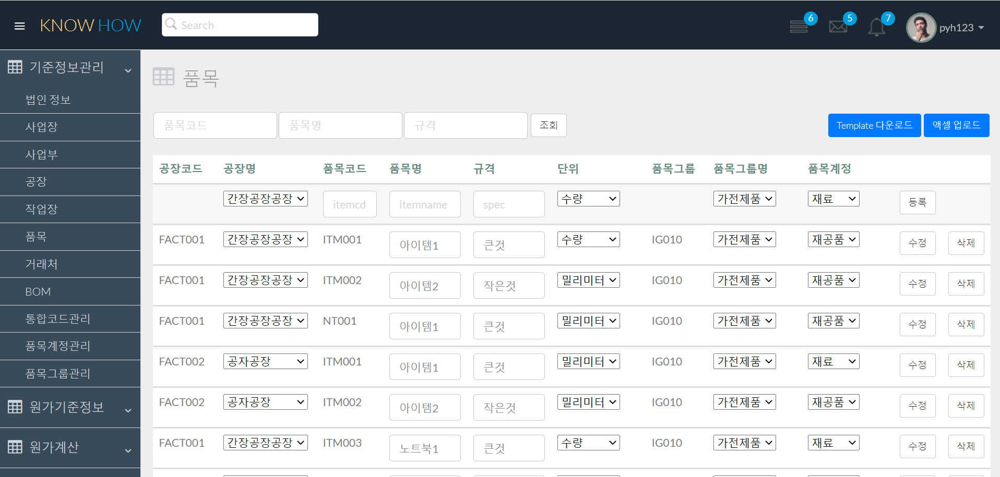 KNOW HOW Search 6 5 7 pyh123
기준정보관리
법인 정보
사업장
사업부
공장
작업장
품목
거래처
BOM
통합코드관리
품목계정관리
품목그룹관리
원가기준정보
원가계산
품목
품목코드 품목명 규격 조회 Template 다운로드 액셀 업로드
공장코드 공장명 품목코드 품목명 규격 단위 품목그룹 품목그룹명 품목계정
간장공장공장 itemcd itemname spec 수량 가전제품 재료 등록
FACT001 간장공장공장 ITM001 아이템1 큰것 수량 IG010 가전제품 재공품 수정 삭제
FACT001 간장공장공장 ITM002 아이템2 작은것 밀리미터 IG010 가전제품 재공품 수정 삭제
FACT001 간장공장공장 NT001 아이템1 큰것 밀리미터 IG010 가전제품 재공품 수정 삭제
FACT002 공자공장 ITM001 아이템1 큰것 밀리미터 IG010 가전제품 재료 수정 삭제
FACT002 공자공장 ITM002 아이템2 작은것 밀리미터 IG010 가전제품 재공품 수정 삭제
FACT001 간장공장공장 ITM003 노트북1 큰것 수량 IG010 가전제품 재료 수정 삭제